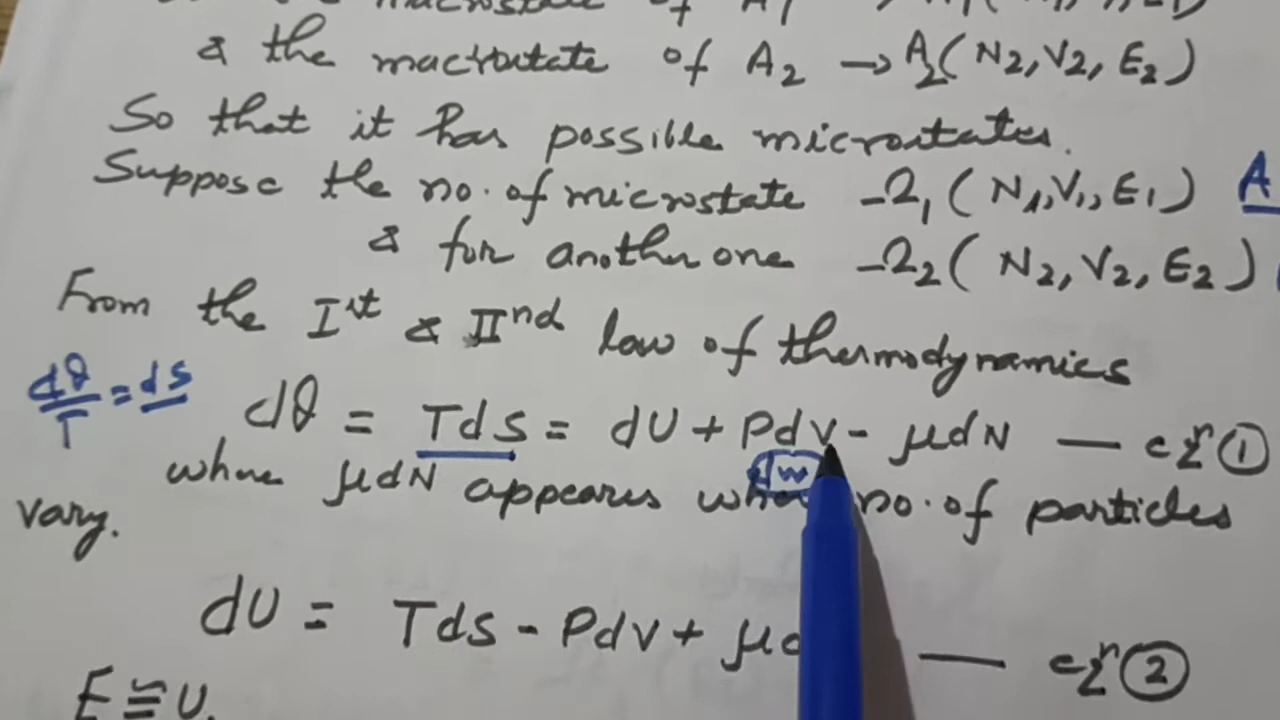 & the macrostate of A₂ → A₂(N₂, V₂, E₂)
So that it has possible microstates.
Suppose the no. of microstate Ω₁ (N₁, V₁, E₁) A
& for another one Ω₂ (N₂, V₂, E₂)
From the Iˢᵗ & IIⁿᵈ law of thermodynamics
dQ/T = dS
dQ = TdS = dU + PdV - μdN — eqⁿ ①
dW
where μdN appears when no. of particles
vary.
dU = TdS - PdV + μd — eqⁿ ②
E ≅ U.